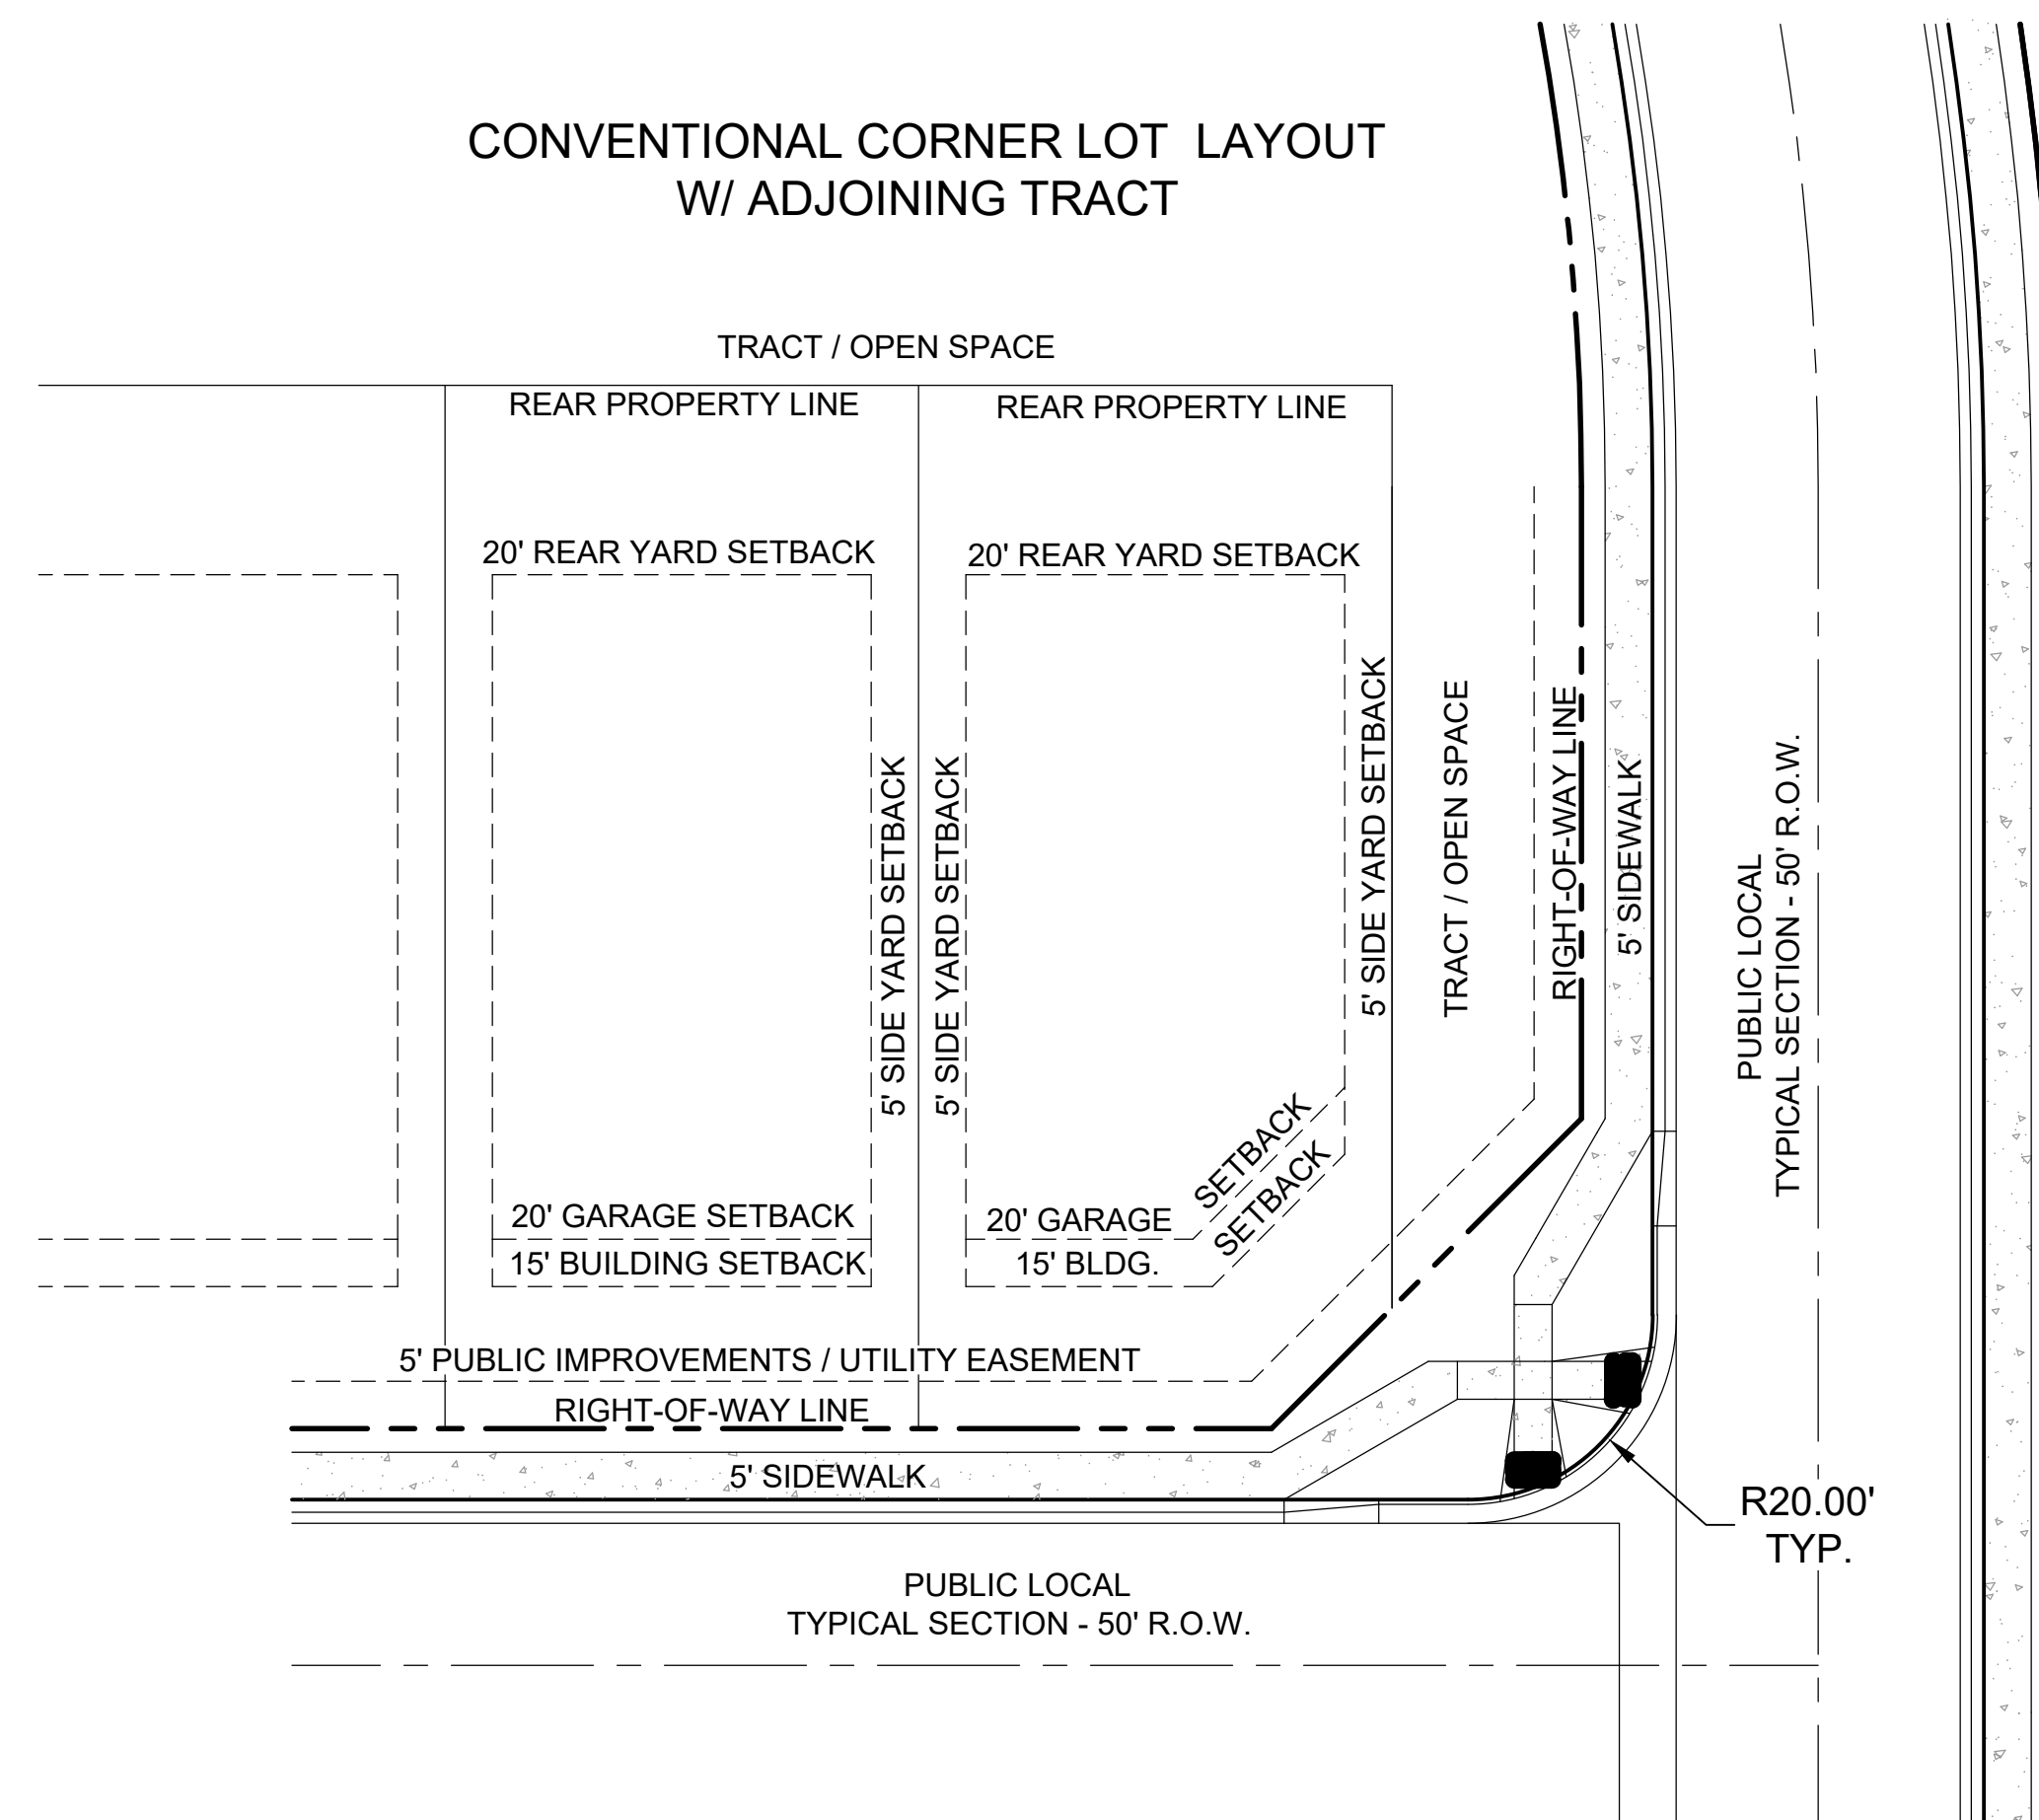 CONVENTIONAL CORNER LOT LAYOUT
W/ ADJOINING TRACT
TRACT / OPEN SPACE
REAR PROPERTY LINE
REAR PROPERTY LINE
20' REAR YARD SETBACK
20' REAR YARD SETBACK
5' SIDE YARD SETBACK
5' SIDE YARD SETBACK
5' SIDE YARD SETBACK
TRACT / OPEN SPACE
RIGHT-OF-WAY LINE
5' SIDEWALK
PUBLIC LOCAL
TYPICAL SECTION - 50' R.O.W.
20' GARAGE SETBACK
15' BUILDING SETBACK
20' GARAGE
SETBACK
15' BLDG.
SETBACK
5' PUBLIC IMPROVEMENTS / UTILITY EASEMENT
RIGHT-OF-WAY LINE
5' SIDEWALK
R20.00'
TYP.
PUBLIC LOCAL
TYPICAL SECTION - 50' R.O.W.